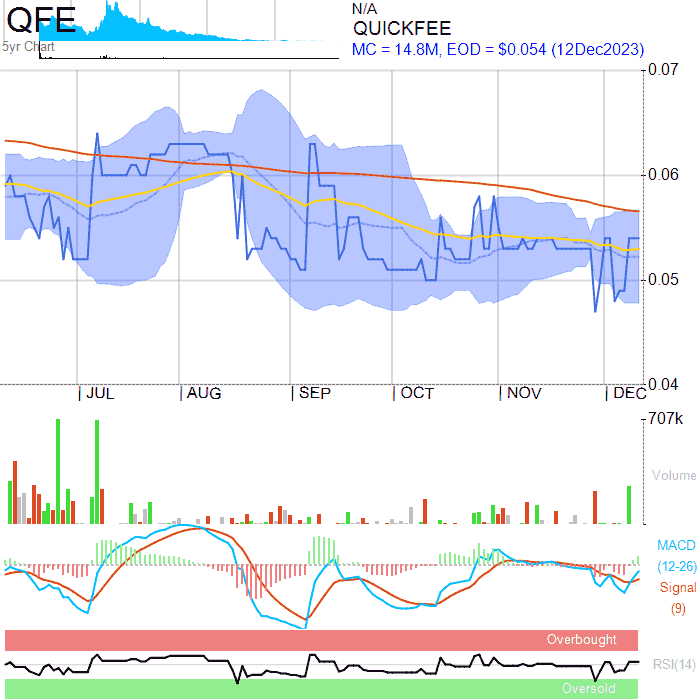 QFE
N/A
QUICKFEE
5yr Chart
MC = 14.8M, EOD = $0.054 (12Dec2023)
0.07
0.06
0.05
0.04
JUL AUG SEP OCT NOV DEC
707k
Volume
MACD
(12-26)
Signal
(9)
Overbought
RSI(14)
Oversold